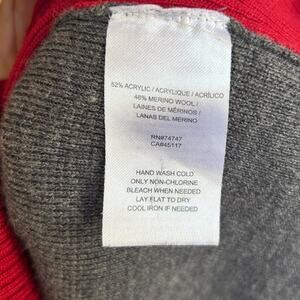 52% ACRYLIC / ACRYLIQUE / ACRÍLICO
48% MERINO WOOL /
LAINES DE MÉRINOS /
LANAS DEL MERINO
RN#74747
CA#45117
HAND WASH COLD
ONLY NON-CHLORINE
BLEACH WHEN NEEDED
LAY FLAT TO DRY
COOL IRON IF NEEDED